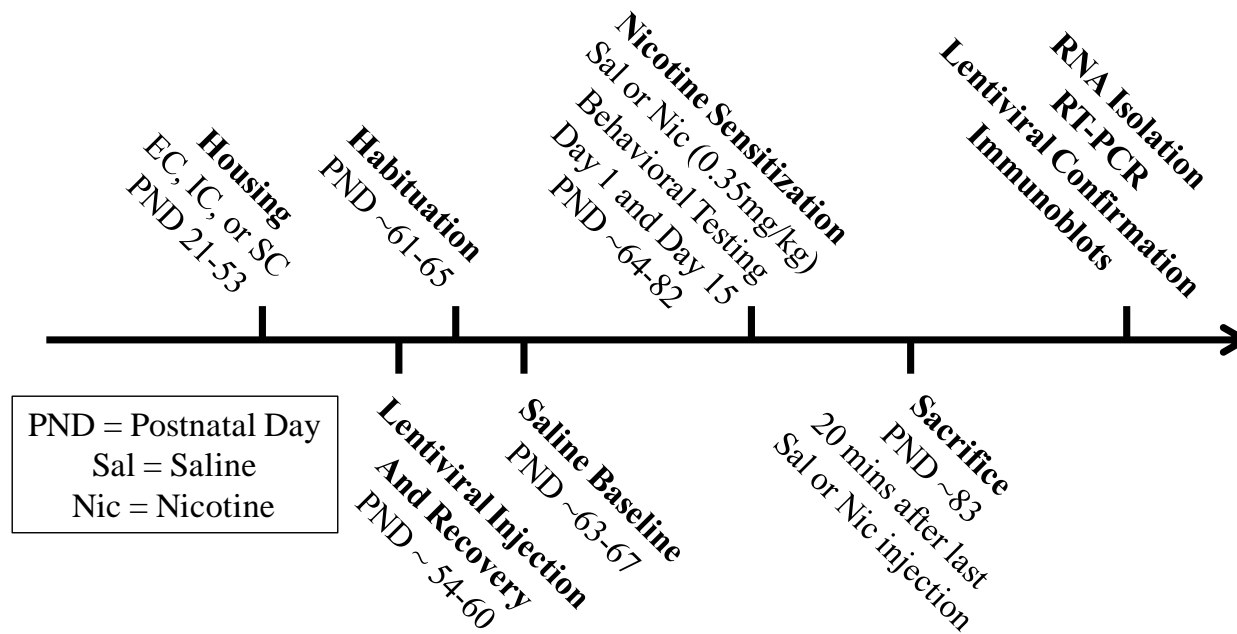 Housing
EC, IC, or SC
PND 21-53
Habituation
PND ~61-65
Nicotine Sensitization
Sal or Nic (0.35mg/kg)
Behavioral Testing
Day 1 and Day 15
PND ~64-82
RNA Isolation
RT-PCR
Lentiviral Confirmation
Immunoblots
PND = Postnatal Day
Sal = Saline
Nic = Nicotine
Lentiviral Injection
And Recovery
PND ~ 54-60
Saline Baseline
PND ~63-67
Sacrifice
PND ~83
20 mins after last
Sal or Nic injection